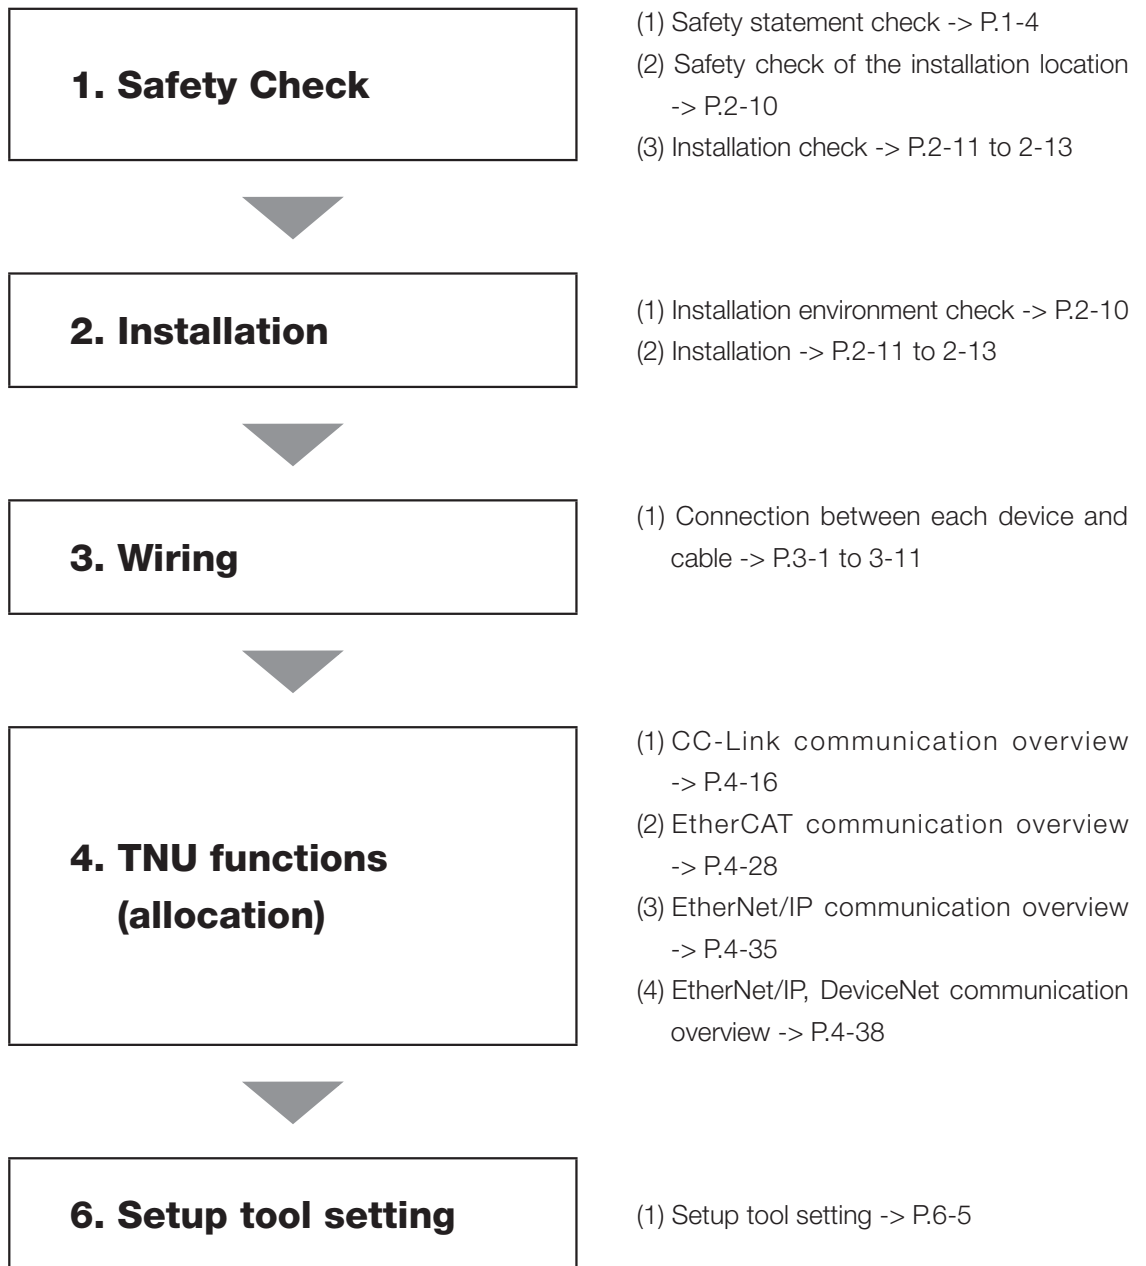 1. Safety Check
(1) Safety statement check -> P.1-4
(2) Safety check of the installation location
-> P.2-10
(3) Installation check -> P.2-11 to 2-13
2. Installation
(1) Installation environment check -> P.2-10
(2) Installation -> P.2-11 to 2-13
3. Wiring
(1) Connection between each device and
cable -> P.3-1 to 3-11
4. TNU functions
(allocation)
(1) CC-Link communication overview
-> P.4-16
(2) EtherCAT communication overview
-> P.4-28
(3) EtherNet/IP communication overview
-> P.4-35
(4) EtherNet/IP, DeviceNet communication
overview -> P.4-38
6. Setup tool setting
(1) Setup tool setting -> P.6-5